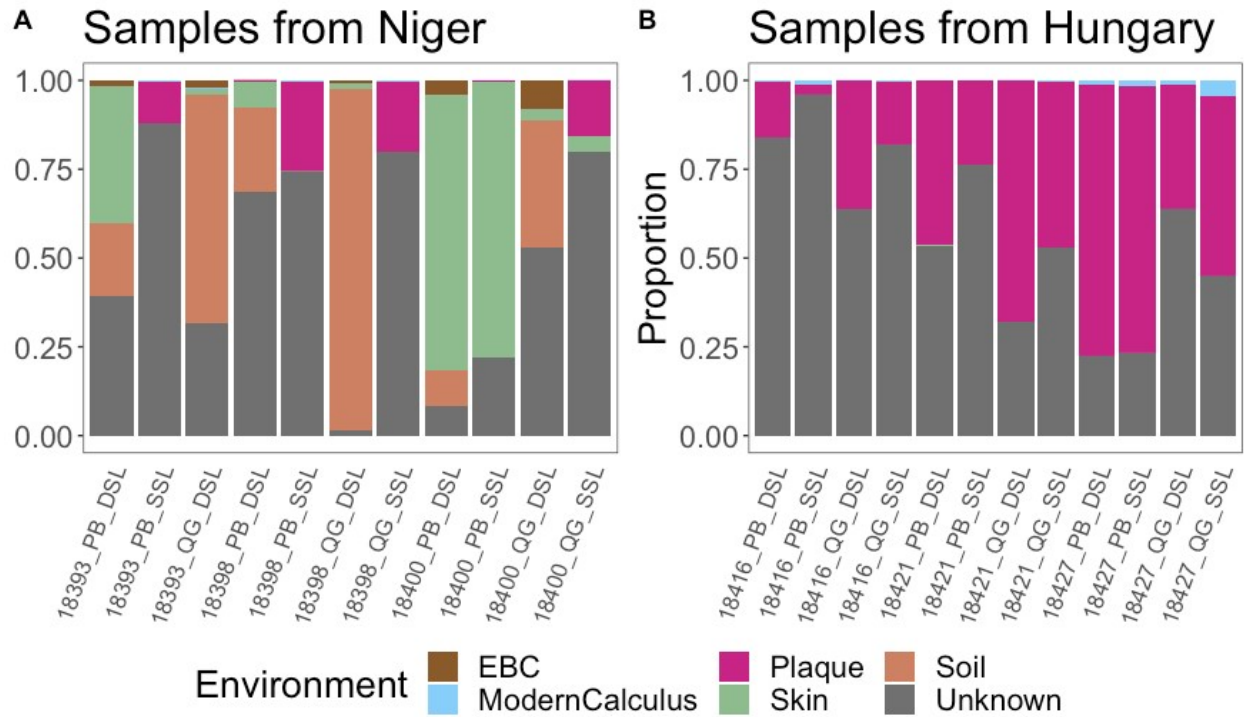 A Samples from Niger
1.00
0.75
0.50
0.25
0.00
18393_PB_DSL
18393_PB_SSL
18393_QG_DSL
18398_PB_DSL
18398_PB_SSL
18398_QG_DSL
18398_QG_SSL
18400_PB_DSL
18400_PB_SSL
18400_QG_DSL
18400_QG_SSL
B Samples from Hungary
Proportion
1.00
0.75
0.50
0.25
0.00
18416_PB_DSL
18416_PB_SSL
18416_QG_DSL
18416_QG_SSL
18421_PB_DSL
18421_PB_SSL
18421_QG_DSL
18421_QG_SSL
18427_PB_DSL
18427_PB_SSL
18427_QG_DSL
18427_QG_SSL
Environment
EBC
ModernCalculus
Plaque
Skin
Soil
Unknown